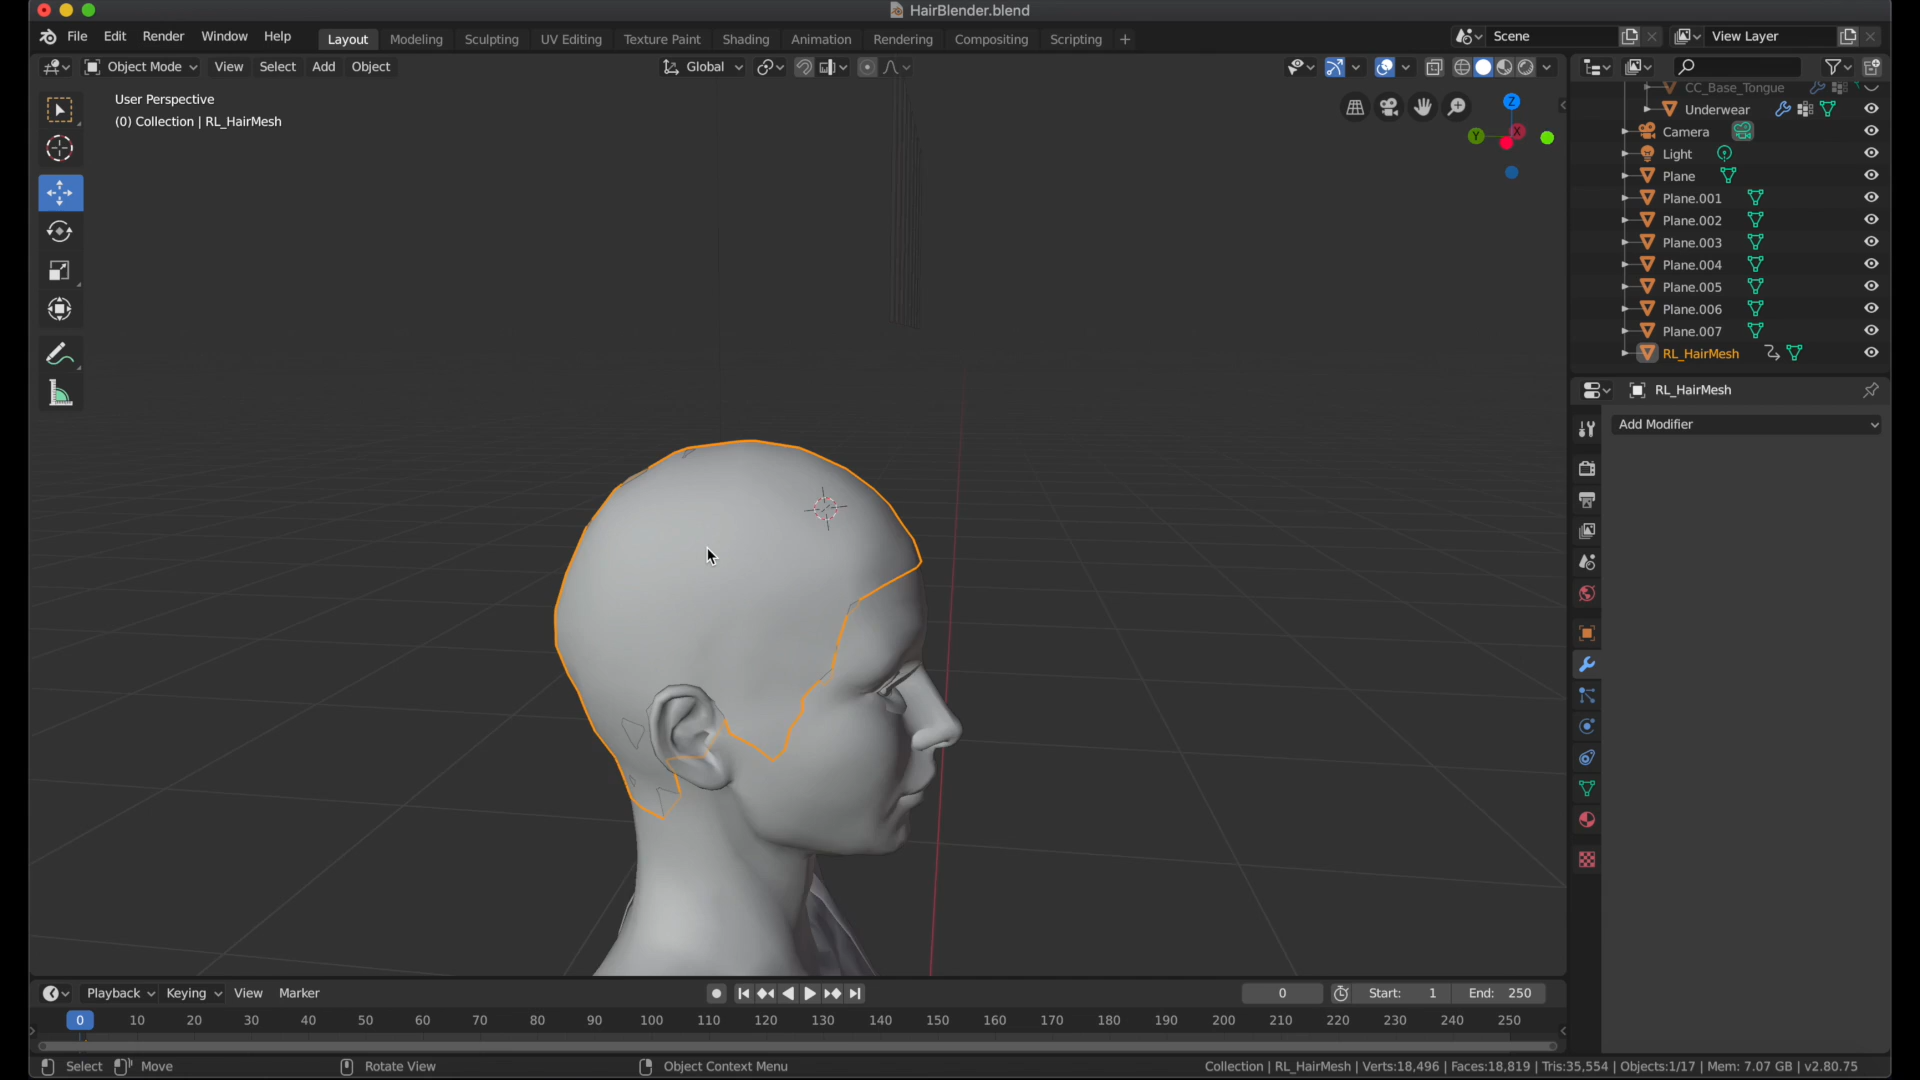 HairBlender.blend
File Edit Render Window Help Layout Modeling Sculpting UV Editing Texture Paint Shading Animation Rendering Compositing Scripting + Scene View Layer
Object Mode View Select Add Object Global
User Perspective
(0) Collection | RL_HairMesh
Z
Y
X
CC_Base_Tongue
Underwear
Camera
Light
Plane
Plane.001
Plane.002
Plane.003
Plane.004
Plane.005
Plane.006
Plane.007
RL_HairMesh
RL_HairMesh
Add Modifier
Playback Keying View Marker 0 Start: 1 End: 250
0 10 20 30 40 50 60 70 80 90 100 110 120 130 140 150 160 170 180 190 200 210 220 230 240 250
Select Move Rotate View Object Context Menu Collection | RL_HairMesh | Verts:18,496 | Faces:18,819 | Tris:35,554 | Objects:1/17 | Mem: 7.07 GB | v2.80.75